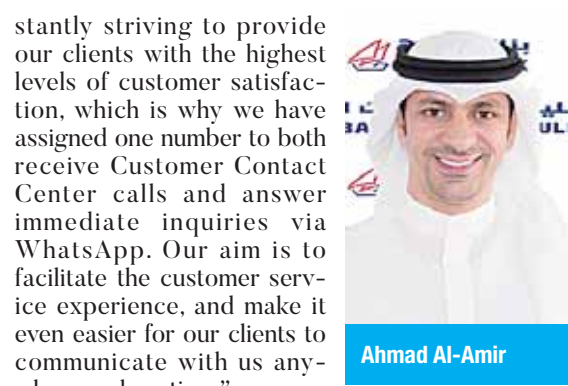 stantly striving to provide
our clients with the highest
levels of customer satisfac-
tion, which is why we have
assigned one number to both
receive Customer Contact
Center calls and answer
immediate inquiries via
WhatsApp. Our aim is to
facilitate the customer serv-
ice experience, and make it
even easier for our clients to
communicate with us any-
Ahmad Al-Amir